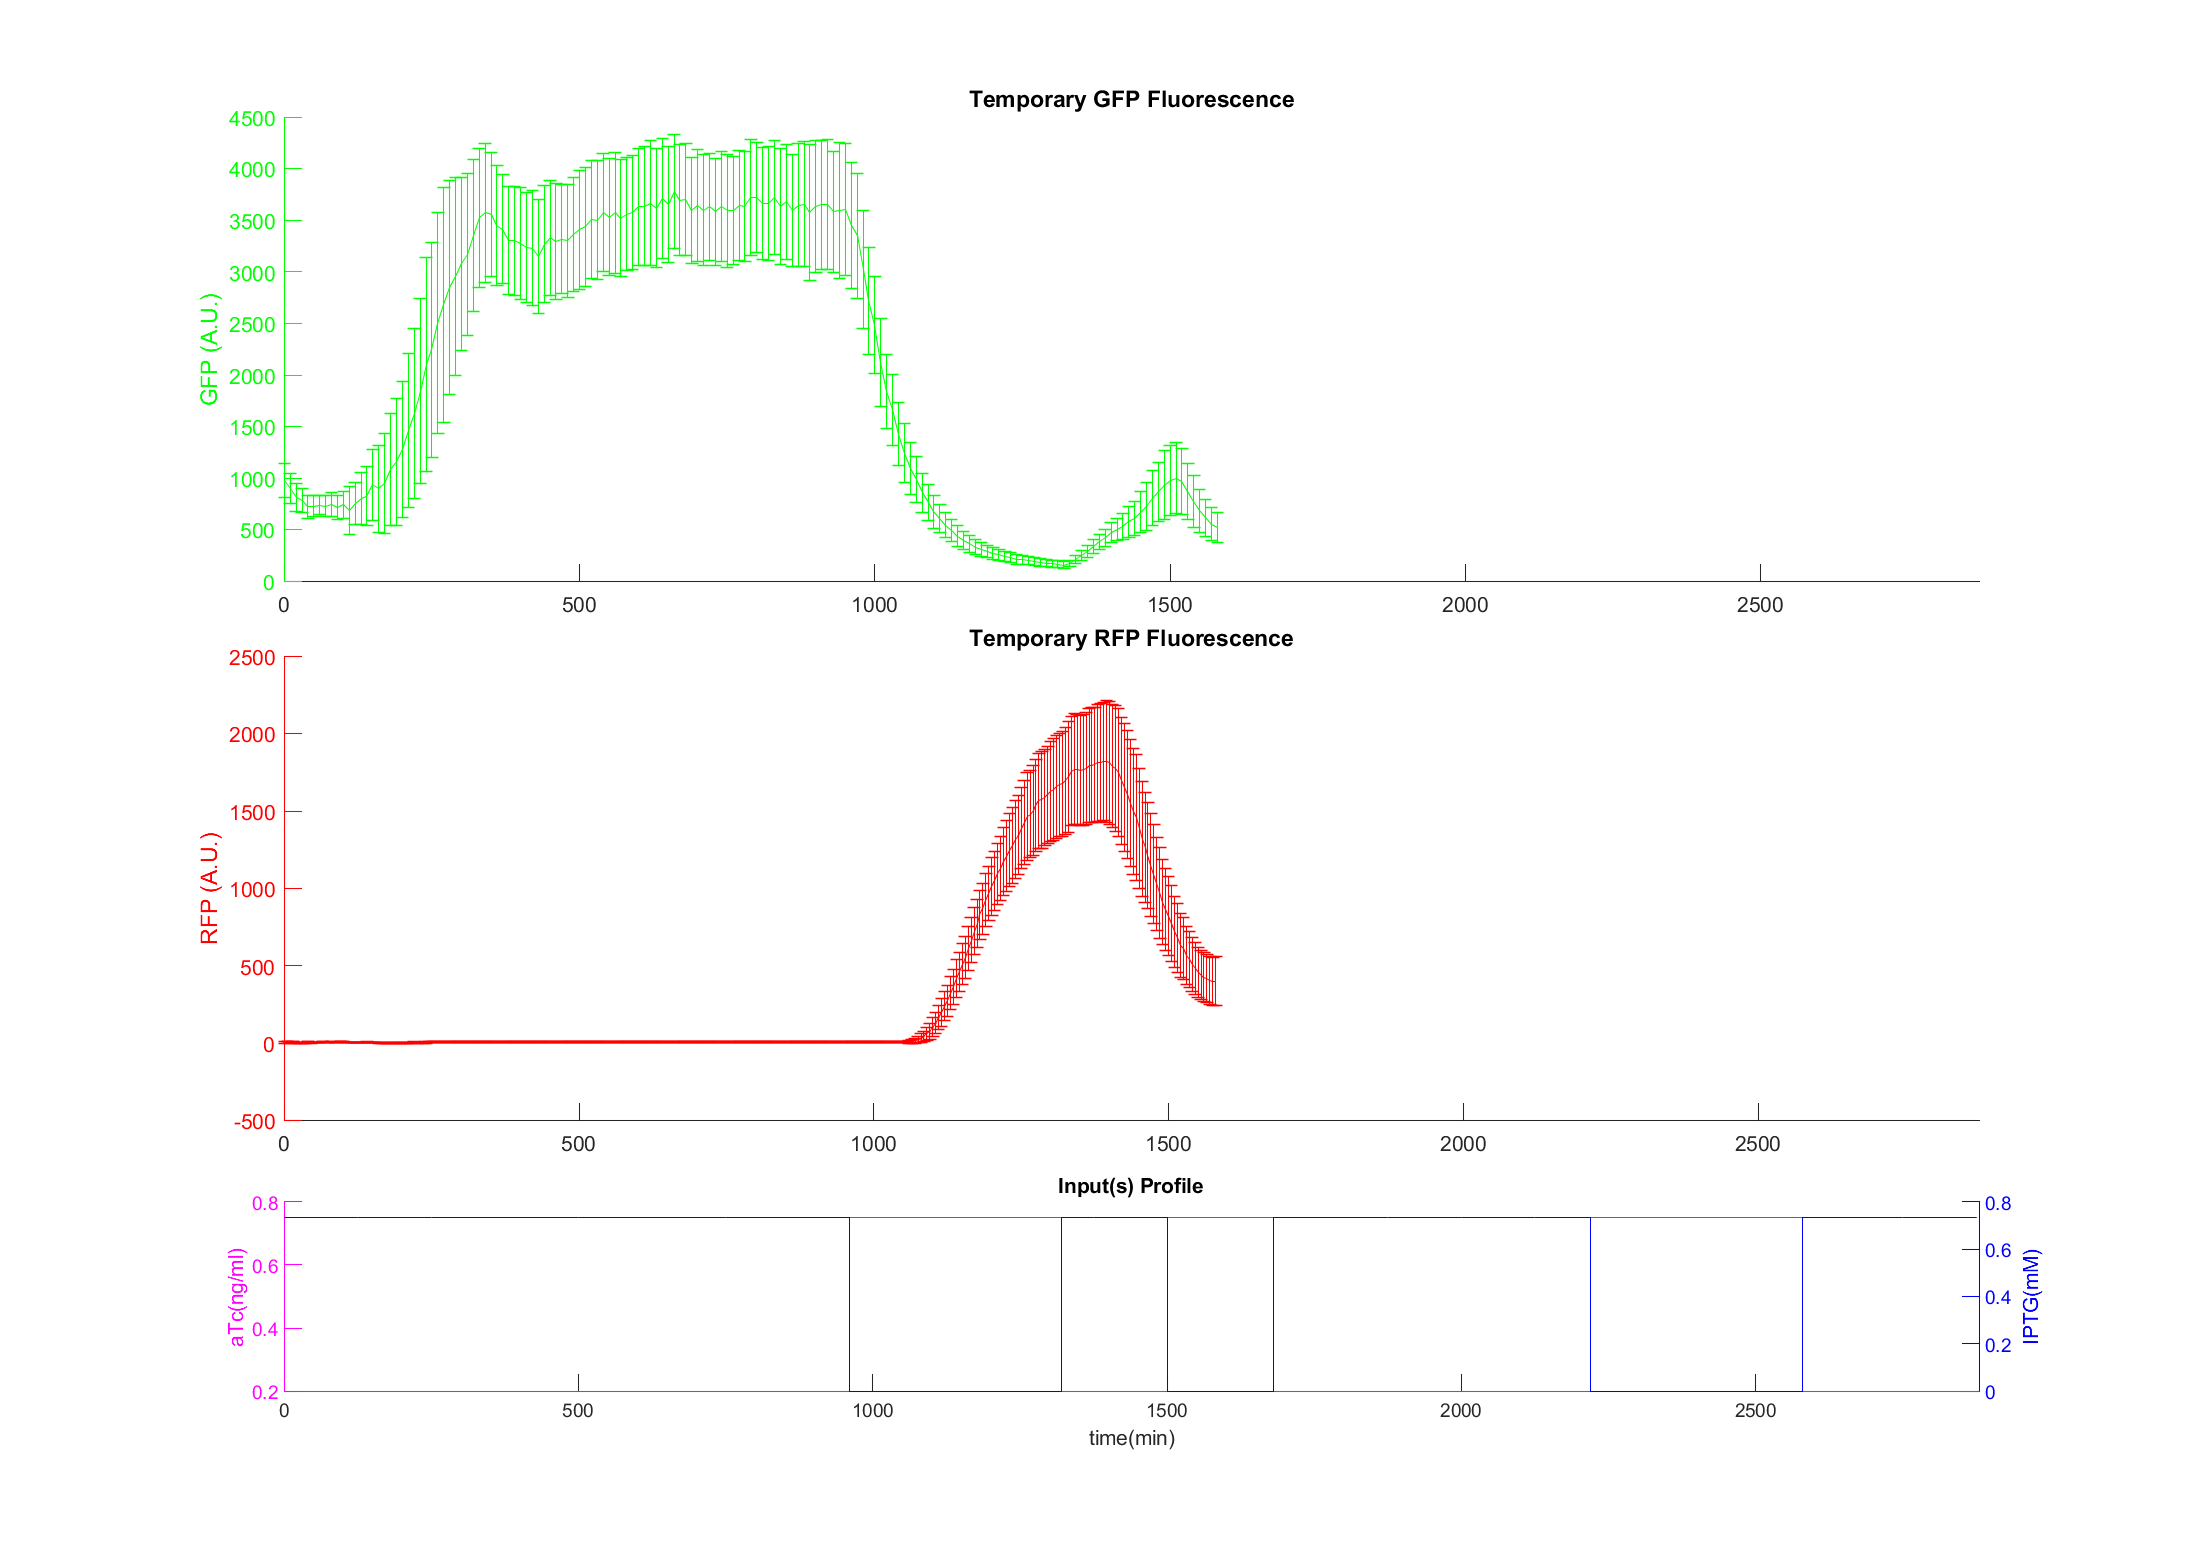 Temporary GFP Fluorescence
4500
4000
3500
3000
2500
2000
1500
1000
500
0
GFP (A.U.)
0 500 1000 1500 2000 2500
Temporary RFP Fluorescence
2500
2000
1500
1000
500
0
-500
RFP (A.U.)
0 500 1000 1500 2000 2500
Input(s) Profile
0.8
0.6
0.4
0.2
aTc(ng/ml)
0.8
0.6
0.4
0.2
0
IPTG(mM)
0 500 1000 1500 2000 2500
time(min)